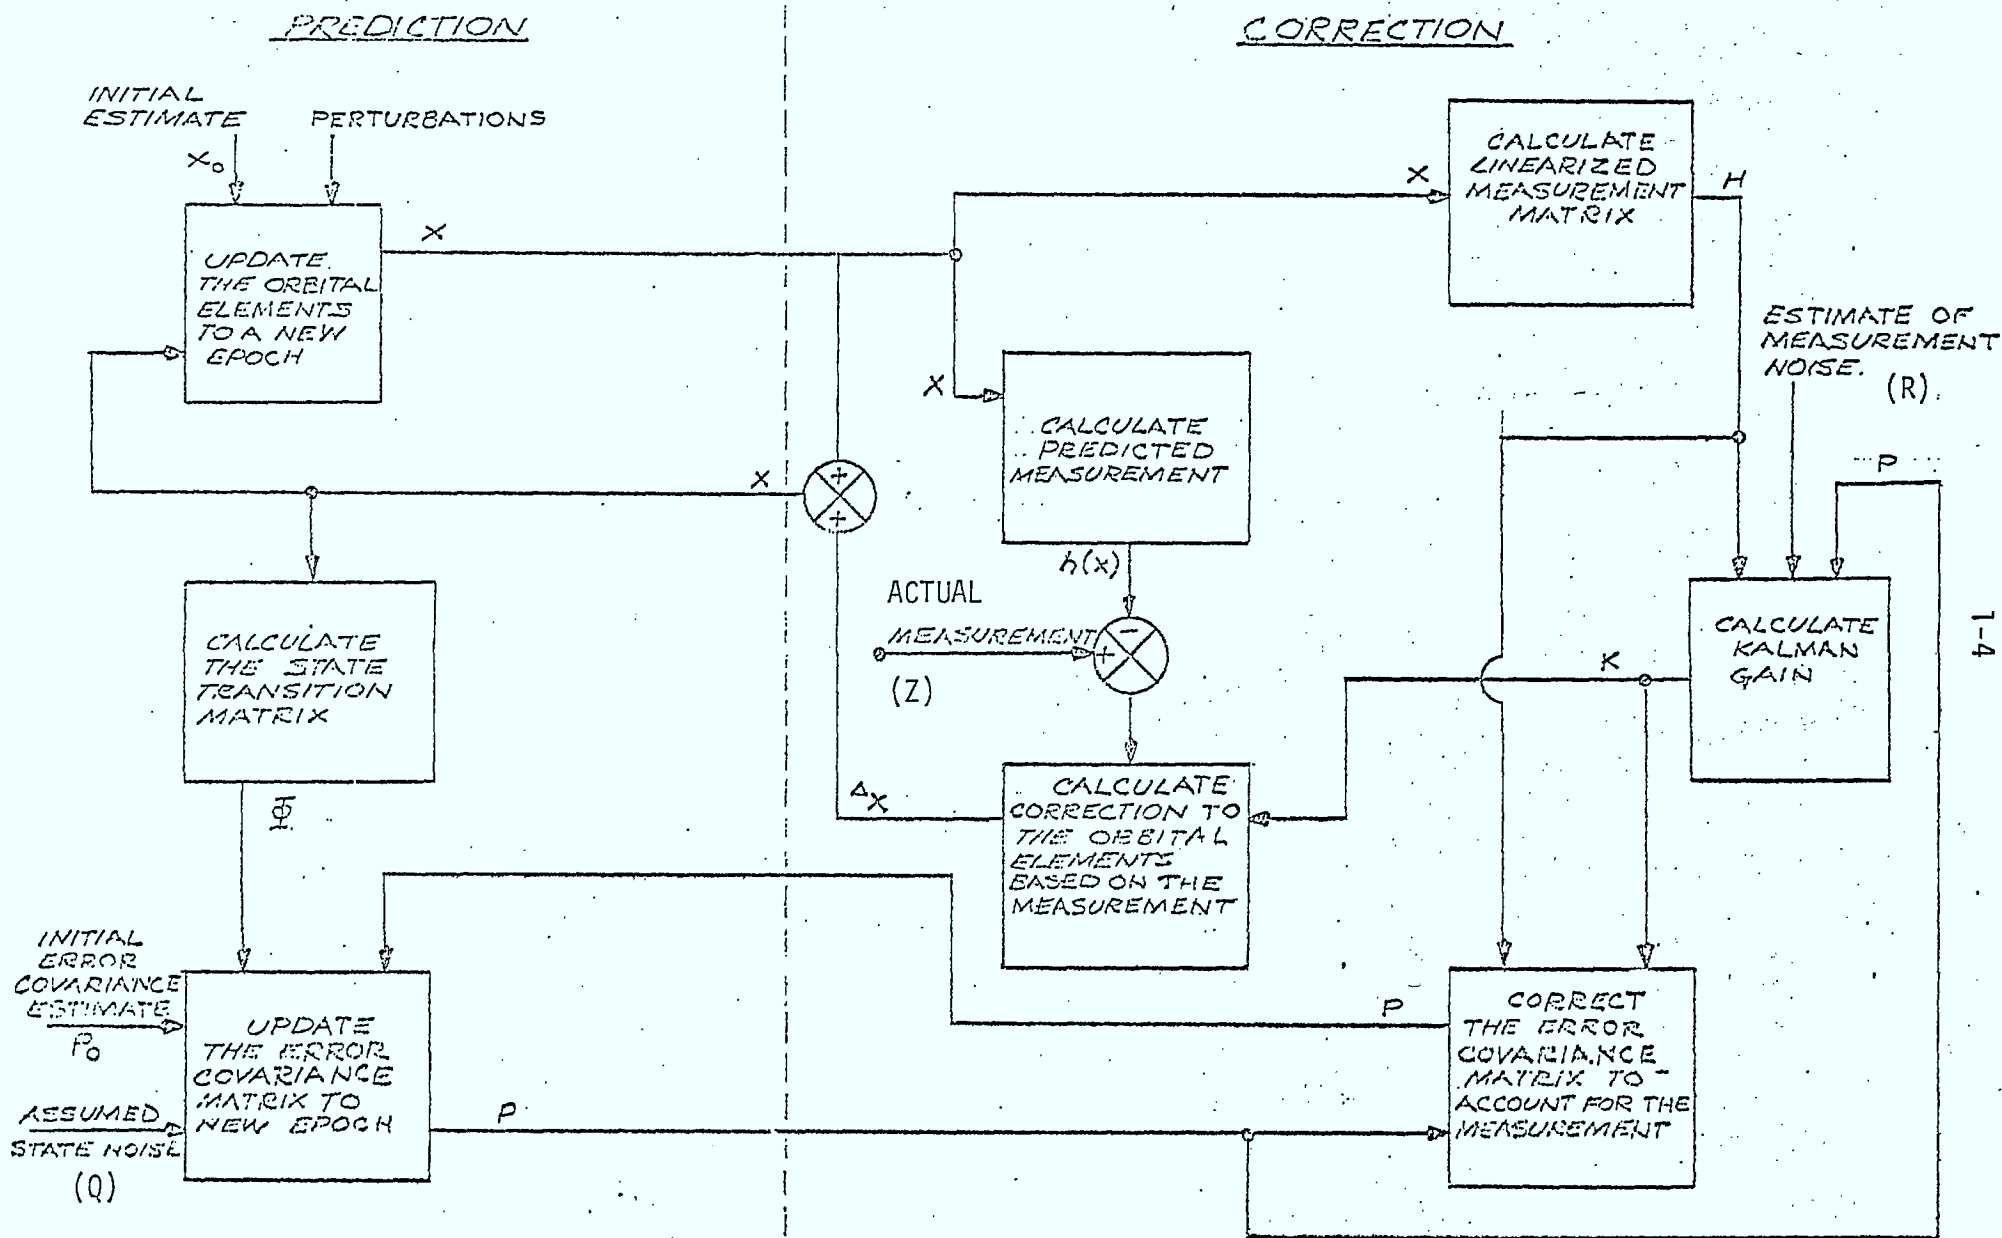 PREDICTION
CORRECTION
INITIAL
ESTIMATE
PERTURBATIONS
X₀
UPDATE
THE ORBITAL
ELEMENTS
TO A NEW
EPOCH
X
X
CALCULATE
LINEARIZED
MEASUREMENT
MATRIX
H
ESTIMATE OF
MEASUREMENT
NOISE.
(R)
X
CALCULATE
PREDICTED
MEASUREMENT
P
X
+
+
h(x)
CALCULATE
THE STATE
TRANSITION
MATRIX
ACTUAL
MEASUREMENT
(Z)
-
+
K
CALCULATE
KALMAN
GAIN
1-4
Φ
ΔX
CALCULATE
CORRECTION TO
THE ORBITAL
ELEMENTS
BASED ON THE
MEASUREMENT
INITIAL
ERROR
COVARIANCE
ESTIMATE
P₀
ASSUMED
STATE NOISE
(Q)
UPDATE
THE ERROR
COVARIANCE
MATRIX TO
NEW EPOCH
P
P
CORRECT
THE ERROR
COVARIANCE
MATRIX TO
ACCOUNT FOR THE
MEASUREMENT